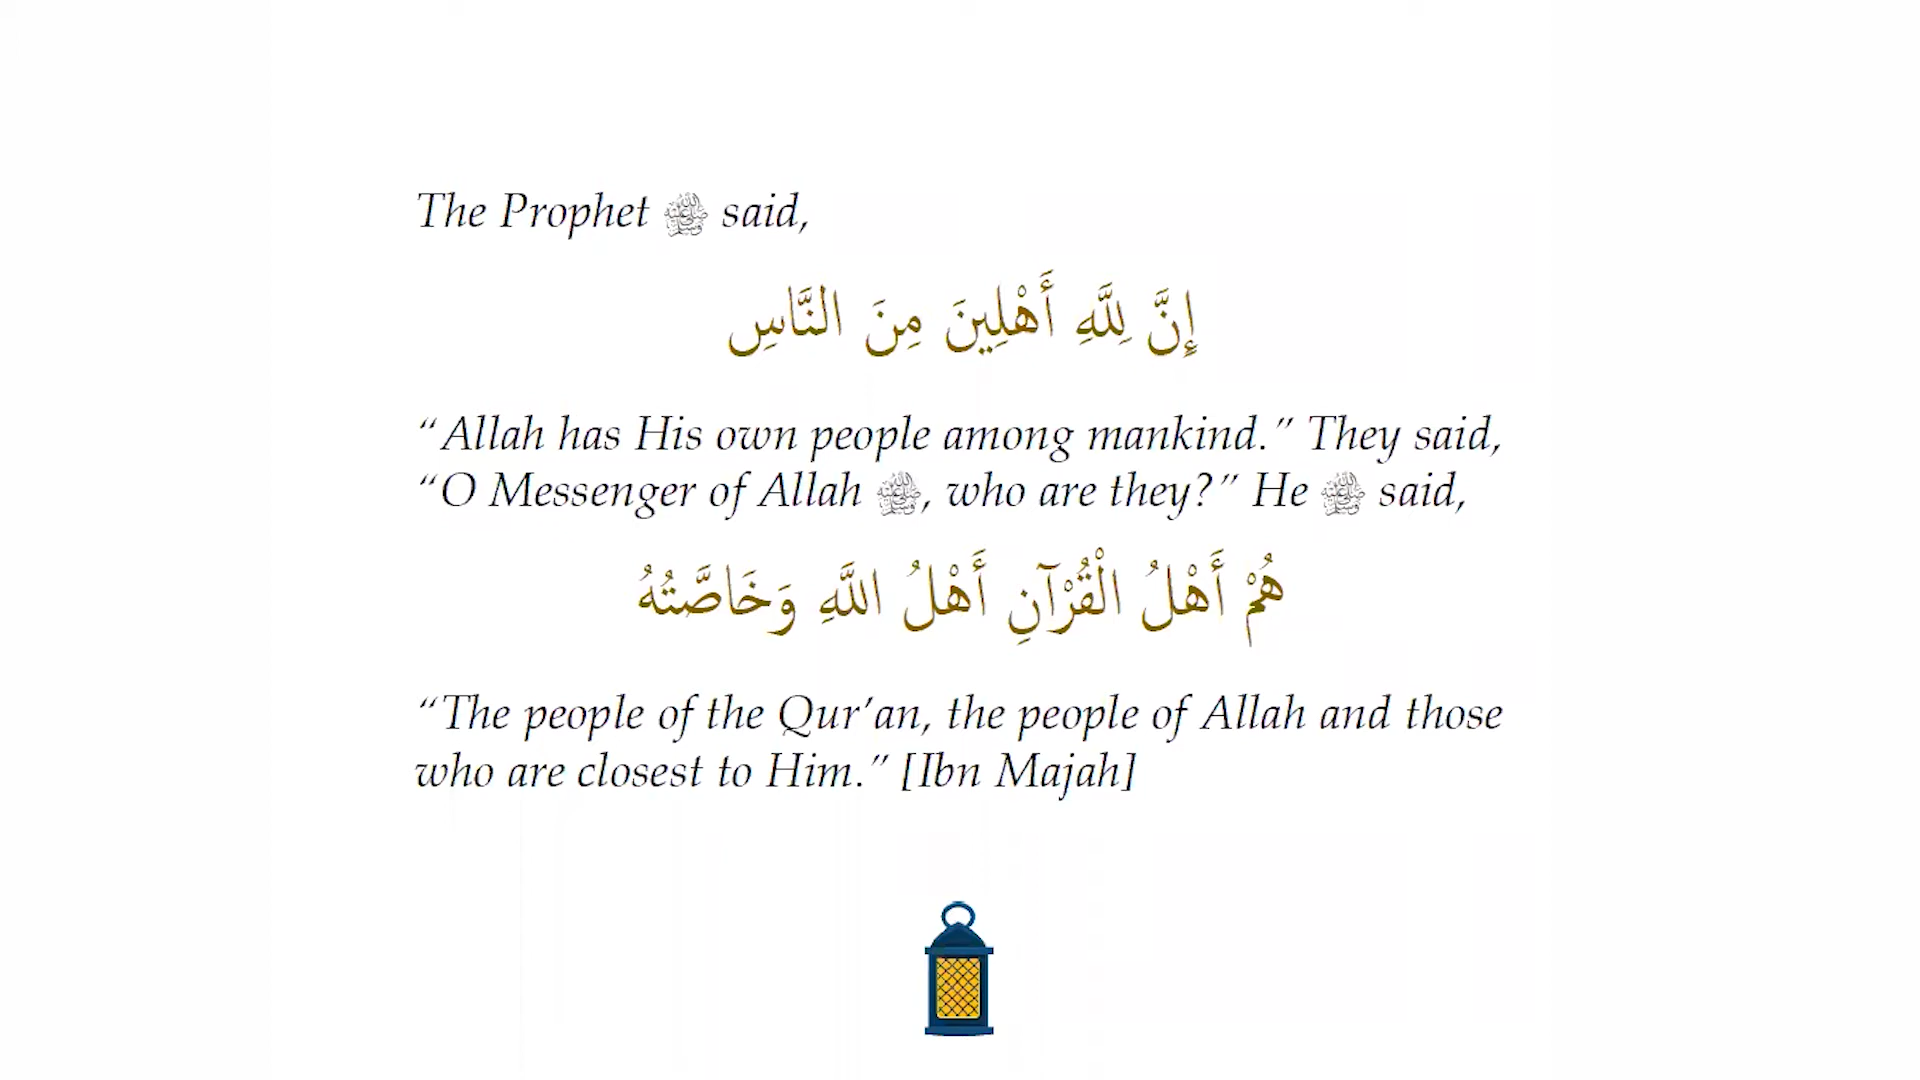 The Prophet ﷺ said,
إِنَّ لِلَّهِ أَهْلِينَ مِنَ النَّاسِ
“Allah has His own people among mankind.” They said,
“O Messenger of Allah ﷺ, who are they?” He ﷺ said,
هُمْ أَهْلُ الْقُرْآنِ أَهْلُ اللَّهِ وَخَاصَّتُهُ
“The people of the Qur’an, the people of Allah and those
who are closest to Him.” [Ibn Majah]